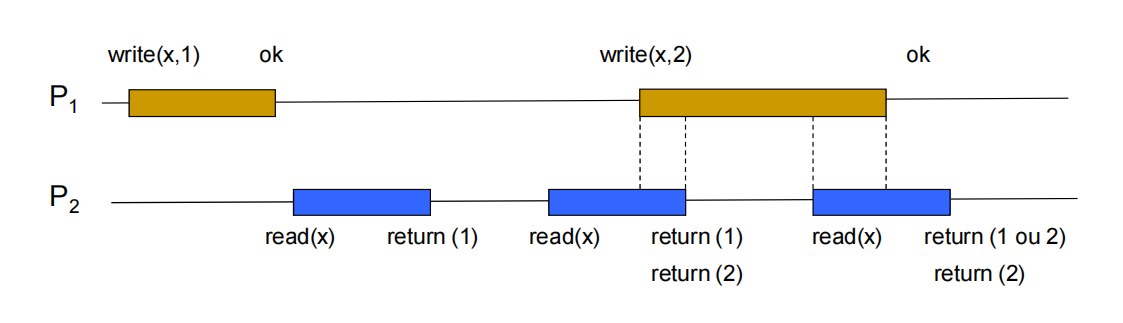 write(x,1) ok write(x,2) ok
P1
P2
read(x) return (1) read(x) return (1) read(x) return (1 ou 2)
return (2) return (2)